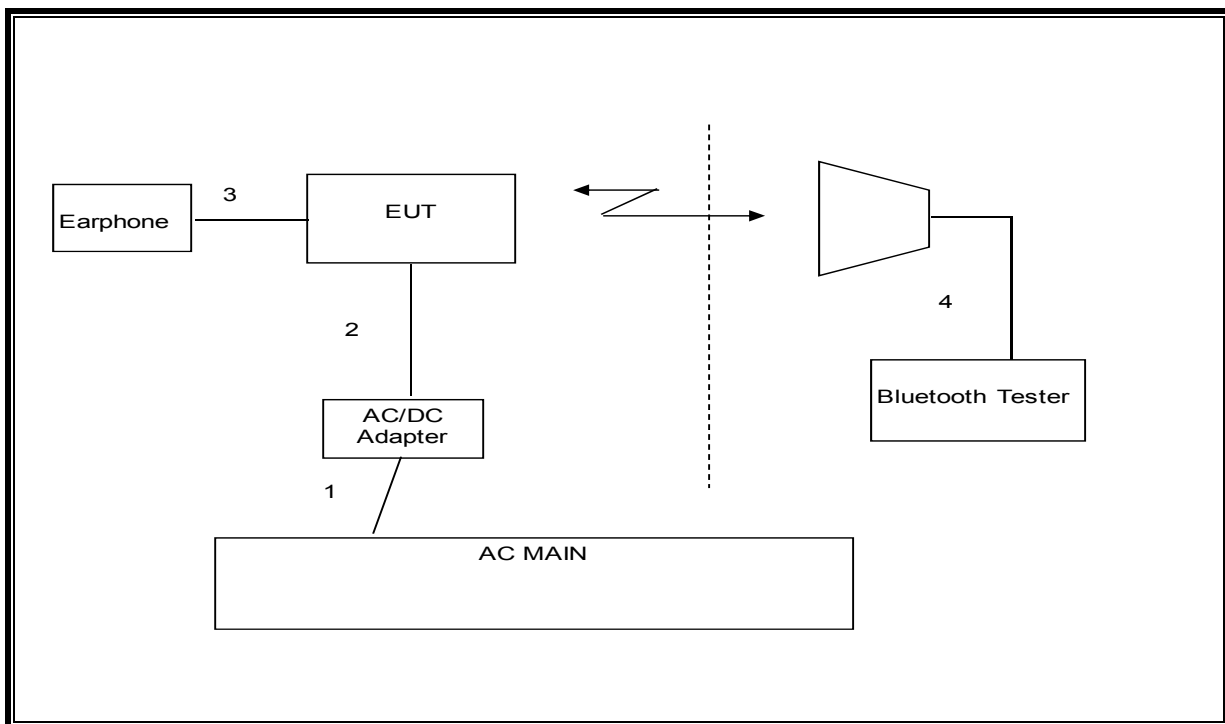 3
Earphone
EUT
4
2
Bluetooth Tester
AC/DC
Adapter
1
AC MAIN